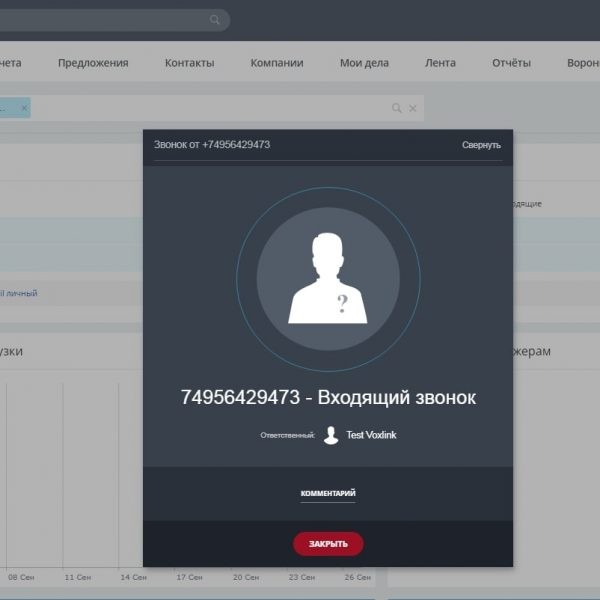 чета Предложения Контакты Компании Мои дела Лента Отчёты Ворон
Звонок от +74956429473 Свернуть
дящие
il личный
узки
жерам
?
74956429473 - Входящий звонок
Ответственный: Test Voxlink
КОММЕНТАРИЙ
ЗАКРЫТЬ
08 Сен 11 Сен 14 Сен 17 Сен 20 Сен 23 Сен 26 Сен